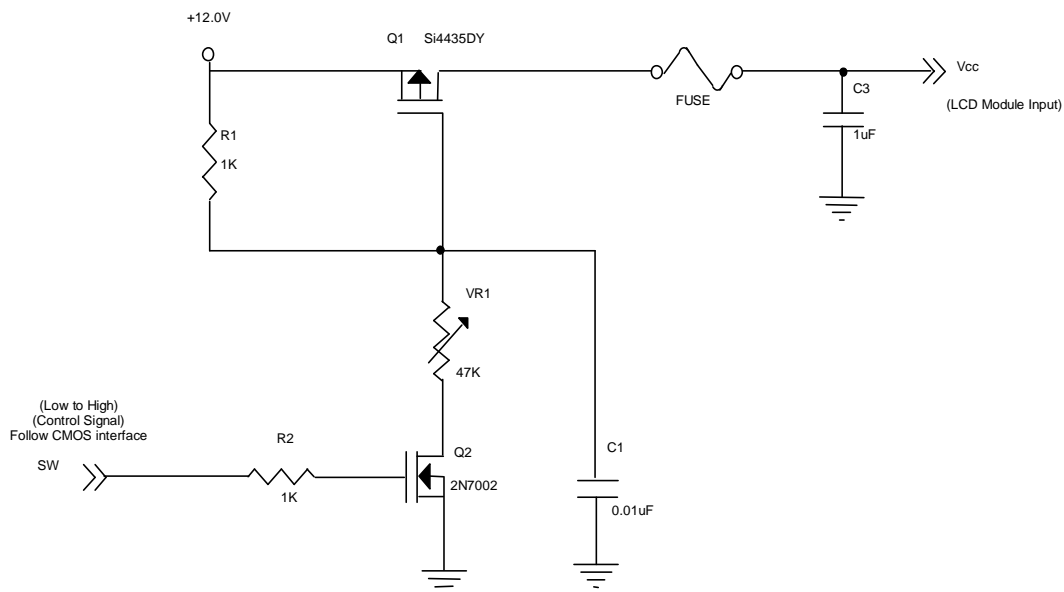 +12.0V
Q1 Si4435DY
Vcc
FUSE
C3
(LCD Module Input)
R1
1uF
1K
VR1
47K
(Low to High)
(Control Signal)
Follow CMOS interface
R2
SW
Q2
C1
2N7002
1K
0.01uF